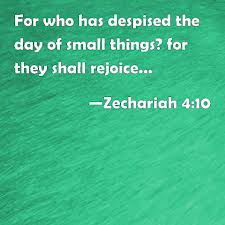 For who has despised the
day of small things? for
they shall rejoice...
—Zechariah 4:10